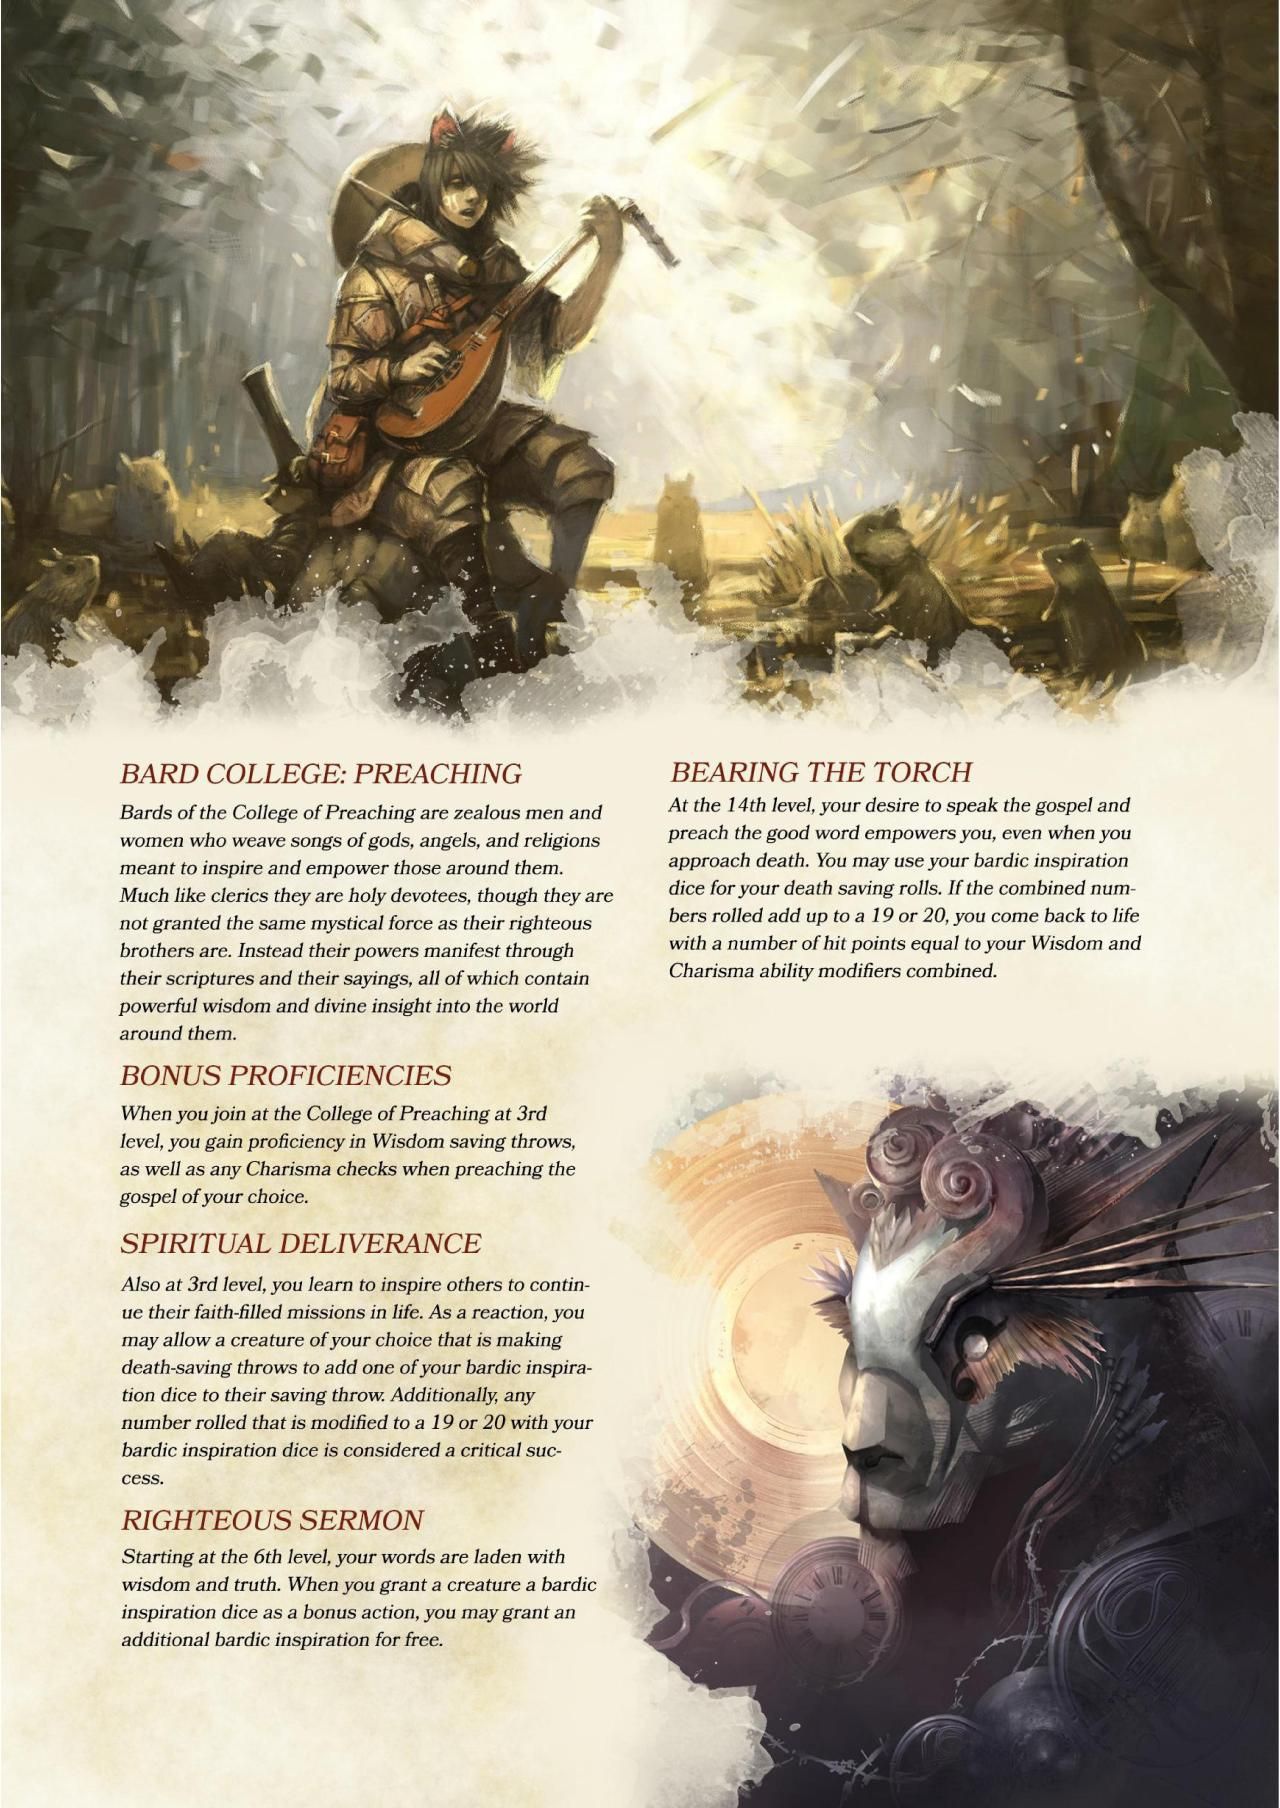 BARD COLLEGE: PREACHING
Bards of the College of Preaching are zealous men and
women who weave songs of gods, angels, and religions
meant to inspire and empower those around them.
Much like clerics they are holy devotees, though they are
not granted the same mystical force as their righteous
brothers are. Instead their powers manifest through
their scriptures and their sayings, all of which contain
powerful wisdom and divine insight into the world
around them.
BONUS PROFICIENCIES
When you join at the College of Preaching at 3rd
level, you gain proficiency in Wisdom saving throws,
as well as any Charisma checks when preaching the
gospel of your choice.
SPIRITUAL DELIVERANCE
Also at 3rd level, you learn to inspire others to contin-
ue their faith-filled missions in life. As a reaction, you
may allow a creature of your choice that is making
death-saving throws to add one of your bardic inspira-
tion dice to their saving throw. Additionally, any
number rolled that is modified to a 19 or 20 with your
bardic inspiration dice is considered a critical suc-
cess.
RIGHTEOUS SERMON
Starting at the 6th level, your words are laden with
wisdom and truth. When you grant a creature a bardic
inspiration dice as a bonus action, you may grant an
additional bardic inspiration for free.
BEARING THE TORCH
At the 14th level, your desire to speak the gospel and
preach the good word empowers you, even when you
approach death. You may use your bardic inspiration
dice for your death saving rolls. If the combined num-
bers rolled add up to a 19 or 20, you come back to life
with a number of hit points equal to your Wisdom and
Charisma ability modifiers combined.